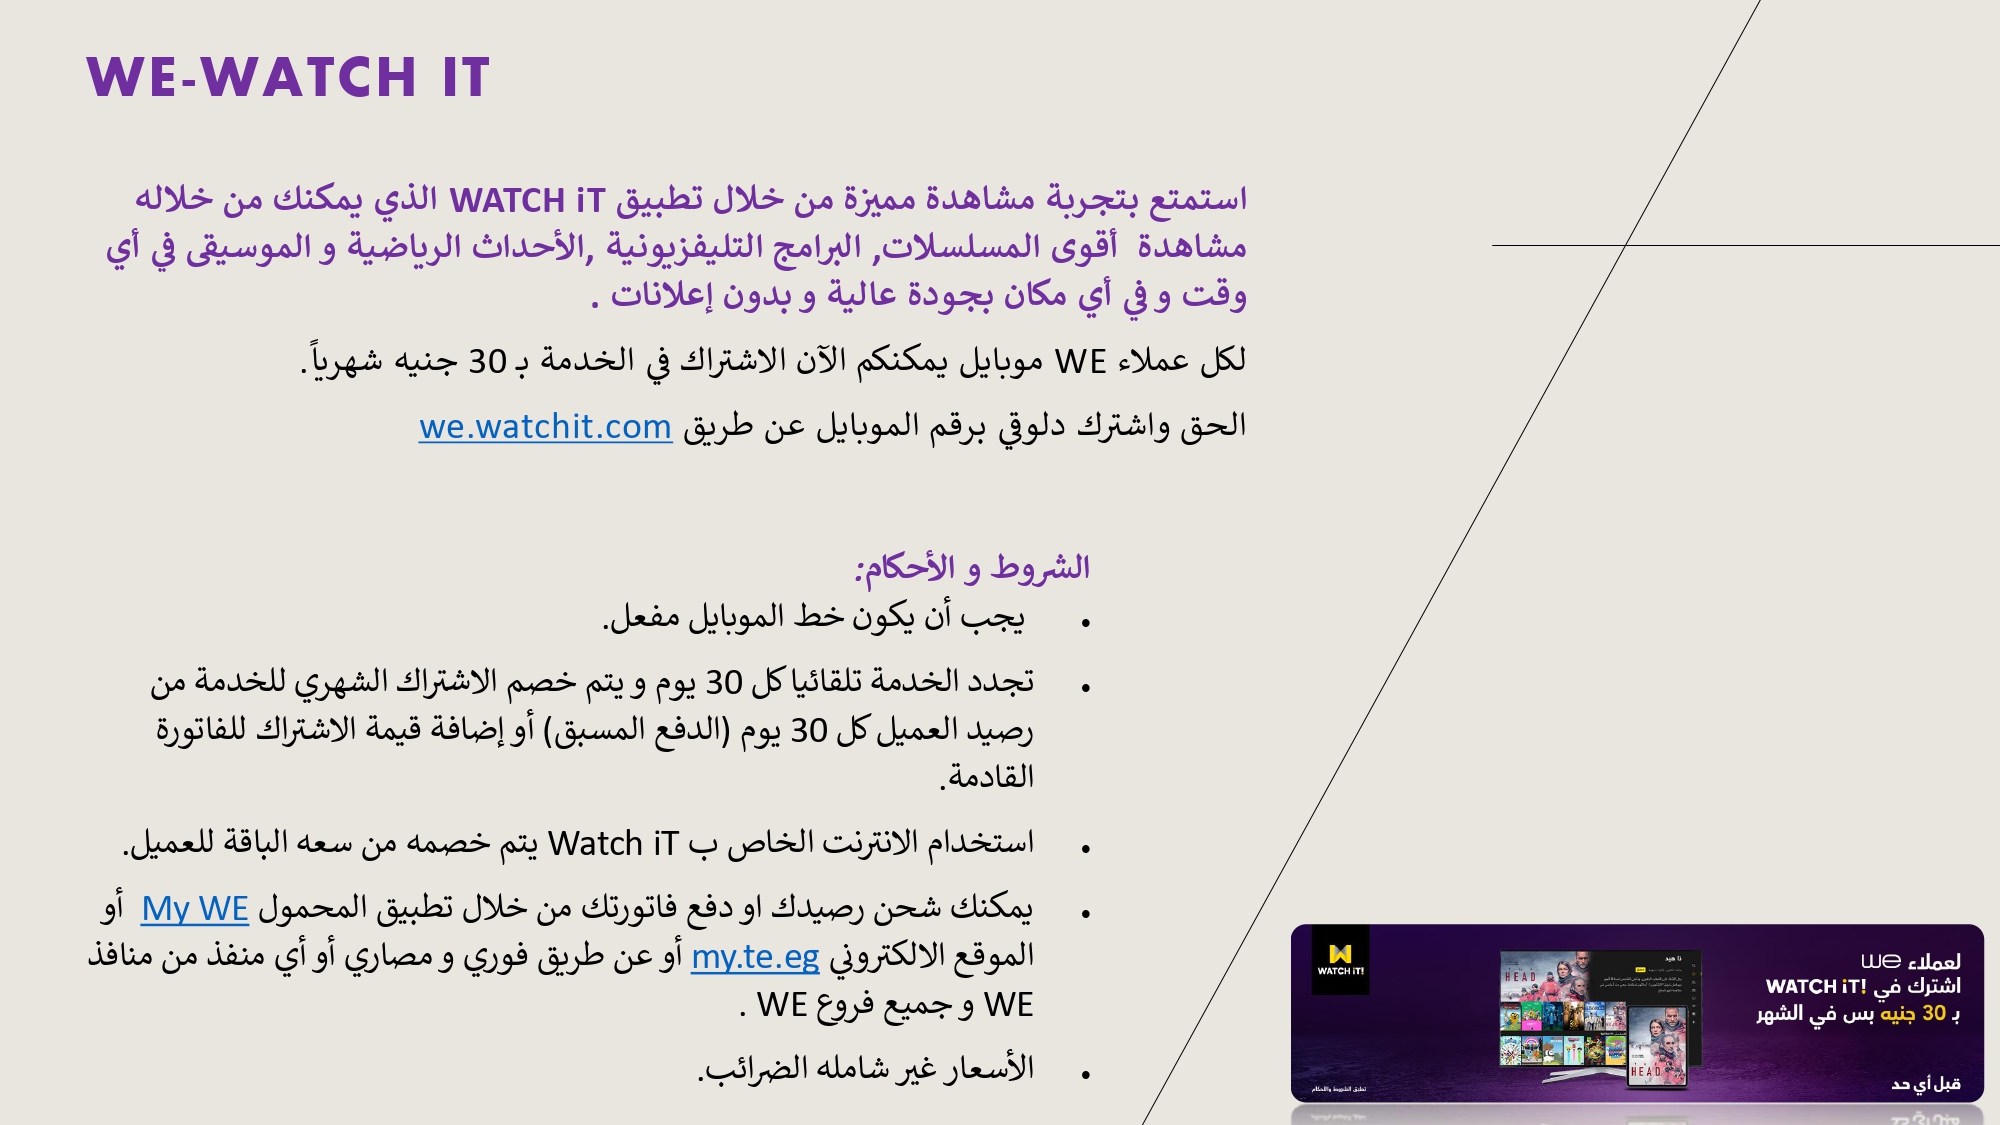 WE-WATCH IT
استمتع بتجربة مشاهدة مميزة من خلال تطبيق WATCH iT الذي يمكنك من خلاله
مشاهدة أقوى المسلسلات, البرامج التليفزيونية ,الأحداث الرياضية و الموسيقى في أي
وقت و في أي مكان بجودة عالية و بدون إعلانات .
لكل عملاء WE موبايل يمكنكم الآن الاشتراك في الخدمة بـ 30 جنيه شهرياً.
الحق واشترك دلوقتي برقم الموبايل عن طريق we.watchit.com
الشروط و الأحكام:
• يجب أن يكون خط الموبايل مفعل.
• تجدد الخدمة تلقائيا كل 30 يوم و يتم خصم الاشتراك الشهري للخدمة من
رصيد العميل كل 30 يوم (الدفع المسبق) أو إضافة قيمة الاشتراك للفاتورة
القادمة.
• استخدام الانترنت الخاص ب Watch iT يتم خصمه من سعه الباقة للعميل.
• يمكنك شحن رصيدك او دفع فاتورتك من خلال تطبيق المحمول My WE أو
الموقع الالكتروني my.te.eg أو عن طريق فوري و مصاري أو أي منفذ من منافذ
WE و جميع فروع WE .
• الأسعار غير شامله الضرائب.
WATCH iT!
لعملاء we
اشترك في WATCH iT!
بـ 30 جنيه بس في الشهر
قبل أي حد
تطبق الشروط والأحكام
HEAD
HEAD